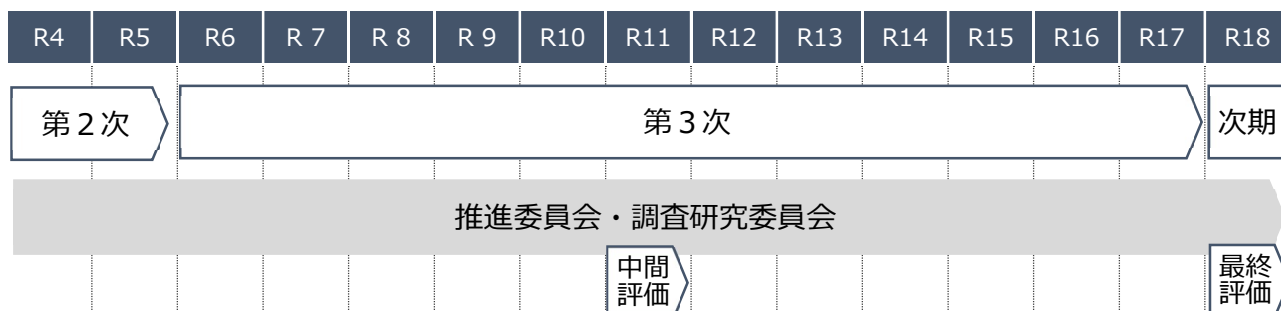 R4 R5 R6 R 7 R 8 R 9 R10 R11 R12 R13 R14 R15 R16 R17 R18
第２次 第３次 次期
推進委員会・調査研究委員会
中間 最終
評価 評価